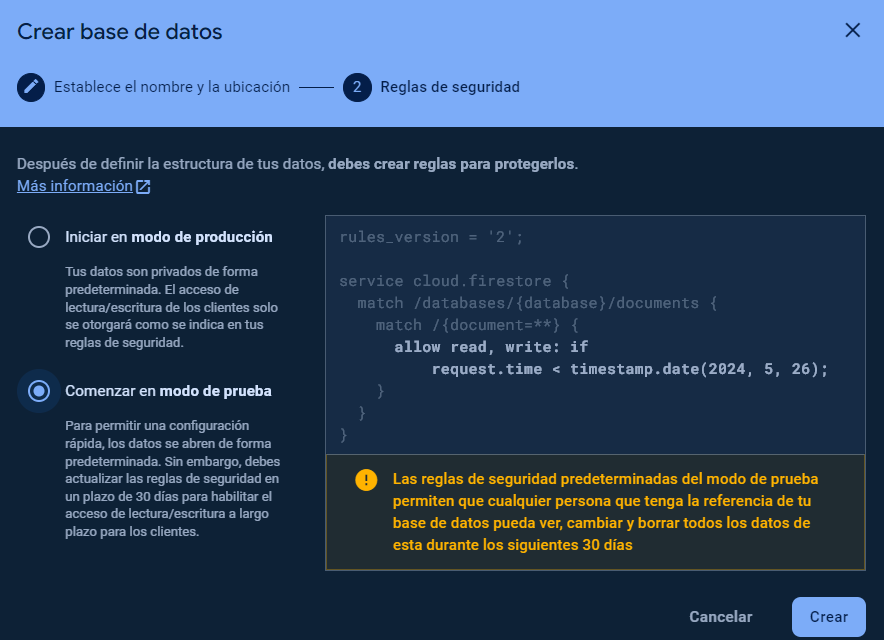 Crear base de datos
Establece el nombre y la ubicación
2 Reglas de seguridad
Después de definir la estructura de tus datos, debes crear reglas para protegerlos.
Más información
Iniciar en modo de producción
Tus datos son privados de forma
predeterminada. El acceso de
lectura/escritura de los clientes solo
se otorgará como se indica en tus
reglas de seguridad.
Comenzar en modo de prueba
Para permitir una configuración
rápida, los datos se abren de forma
predeterminada. Sin embargo, debes
actualizar las reglas de seguridad en
un plazo de 30 días para habilitar el
acceso de lectura/escritura a largo
plazo para los clientes.
rules_version = '2';
service cloud.firestore {
match /databases/{database}/documents {
match /{document=**} {
allow read, write: if
request.time < timestamp.date(2024, 5, 26);
}
}
}
Las reglas de seguridad predeterminadas del modo de prueba
permiten que cualquier persona que tenga la referencia de tu
base de datos pueda ver, cambiar y borrar todos los datos de
esta durante los siguientes 30 días
Cancelar
Crear